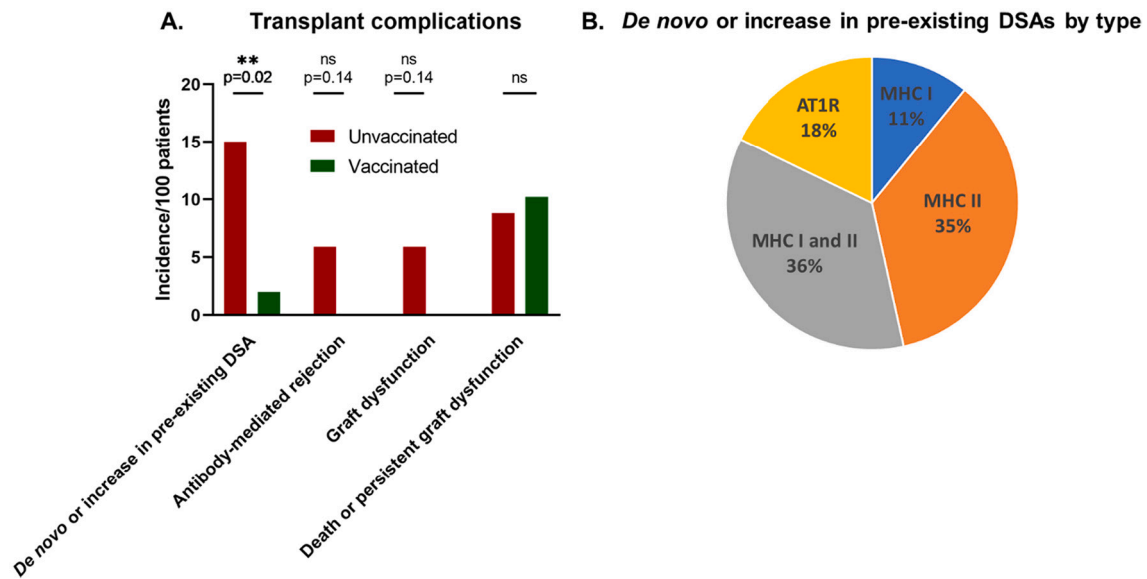 A. Transplant complications
**
p=0.02
ns
p=0.14
ns
p=0.14
ns
Incidence/100 patients
20
15
10
5
0
Unvaccinated
Vaccinated
De novo or increase in pre-existing DSA
Antibody-mediated rejection
Graft dysfunction
Death or persistent graft dysfunction
B. De novo or increase in pre-existing DSAs by type
MHC I
11%
MHC II
35%
MHC I and II
36%
AT1R
18%